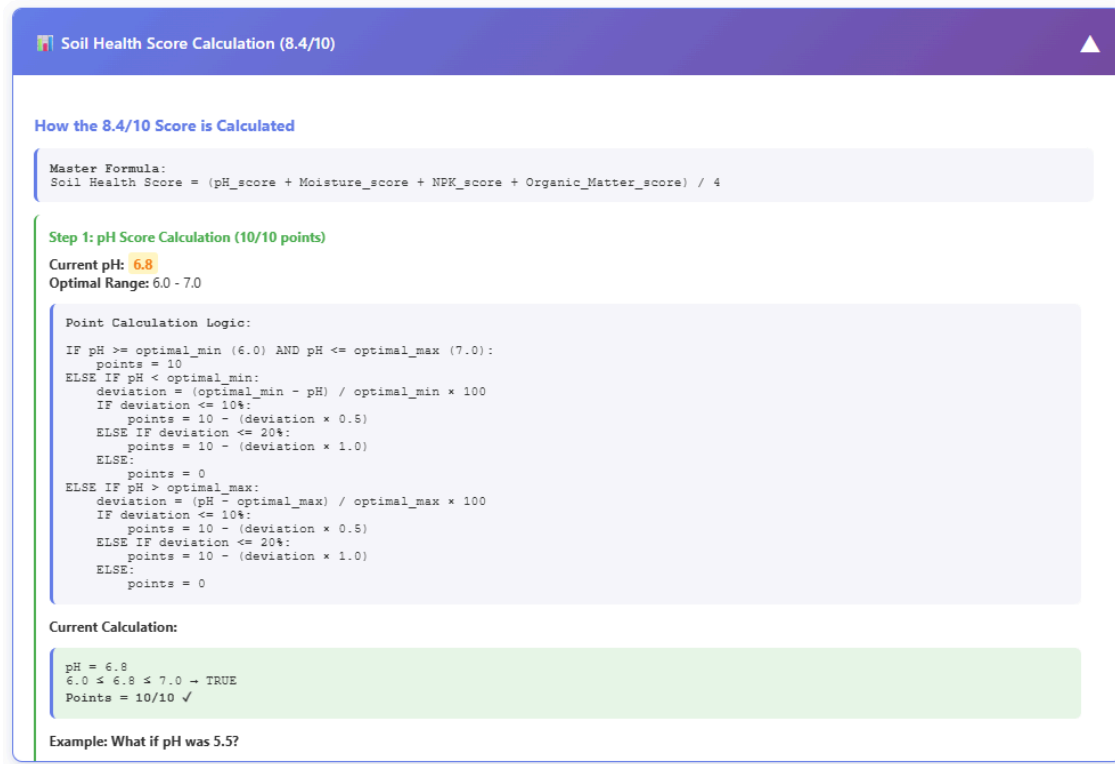 📊 Soil Health Score Calculation (8.4/10)
▲
How the 8.4/10 Score is Calculated
Master Formula:
Soil Health Score = (pH_score + Moisture_score + NPK_score + Organic_Matter_score) / 4
Step 1: pH Score Calculation (10/10 points)
Current pH: 6.8
Optimal Range: 6.0 - 7.0
Point Calculation Logic:
IF pH >= optimal_min (6.0) AND pH <= optimal_max (7.0):
    points = 10
ELSE IF pH < optimal_min:
    deviation = (optimal_min - pH) / optimal_min × 100
    IF deviation <= 10%:
        points = 10 - (deviation × 0.5)
    ELSE IF deviation <= 20%:
        points = 10 - (deviation × 1.0)
    ELSE:
        points = 0
ELSE IF pH > optimal_max:
    deviation = (pH - optimal_max) / optimal_max × 100
    IF deviation <= 10%:
        points = 10 - (deviation × 0.5)
    ELSE IF deviation <= 20%:
        points = 10 - (deviation × 1.0)
    ELSE:
        points = 0
Current Calculation:
pH = 6.8
6.0 ≤ 6.8 ≤ 7.0 → TRUE
Points = 10/10 ✓
Example: What if pH was 5.5?